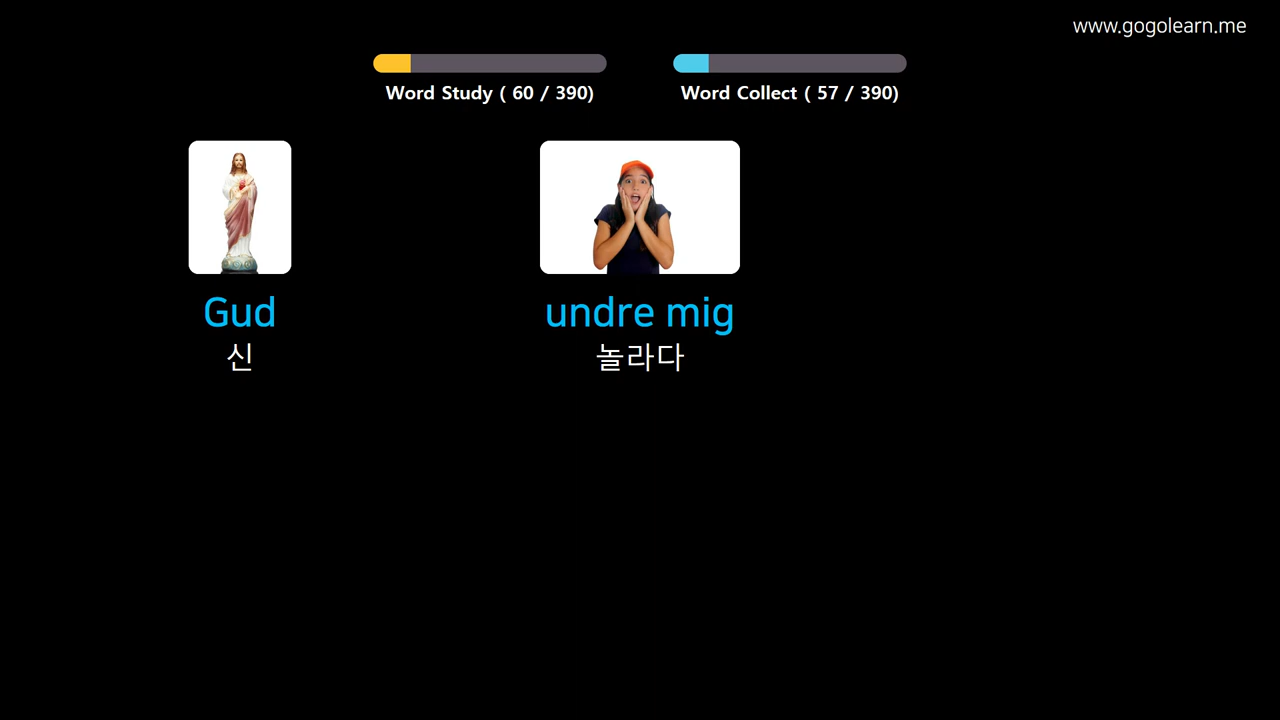 www.gogolearn.me
Word Study ( 60 / 390)
Word Collect ( 57 / 390)
Gud
신
undre mig
놀라다